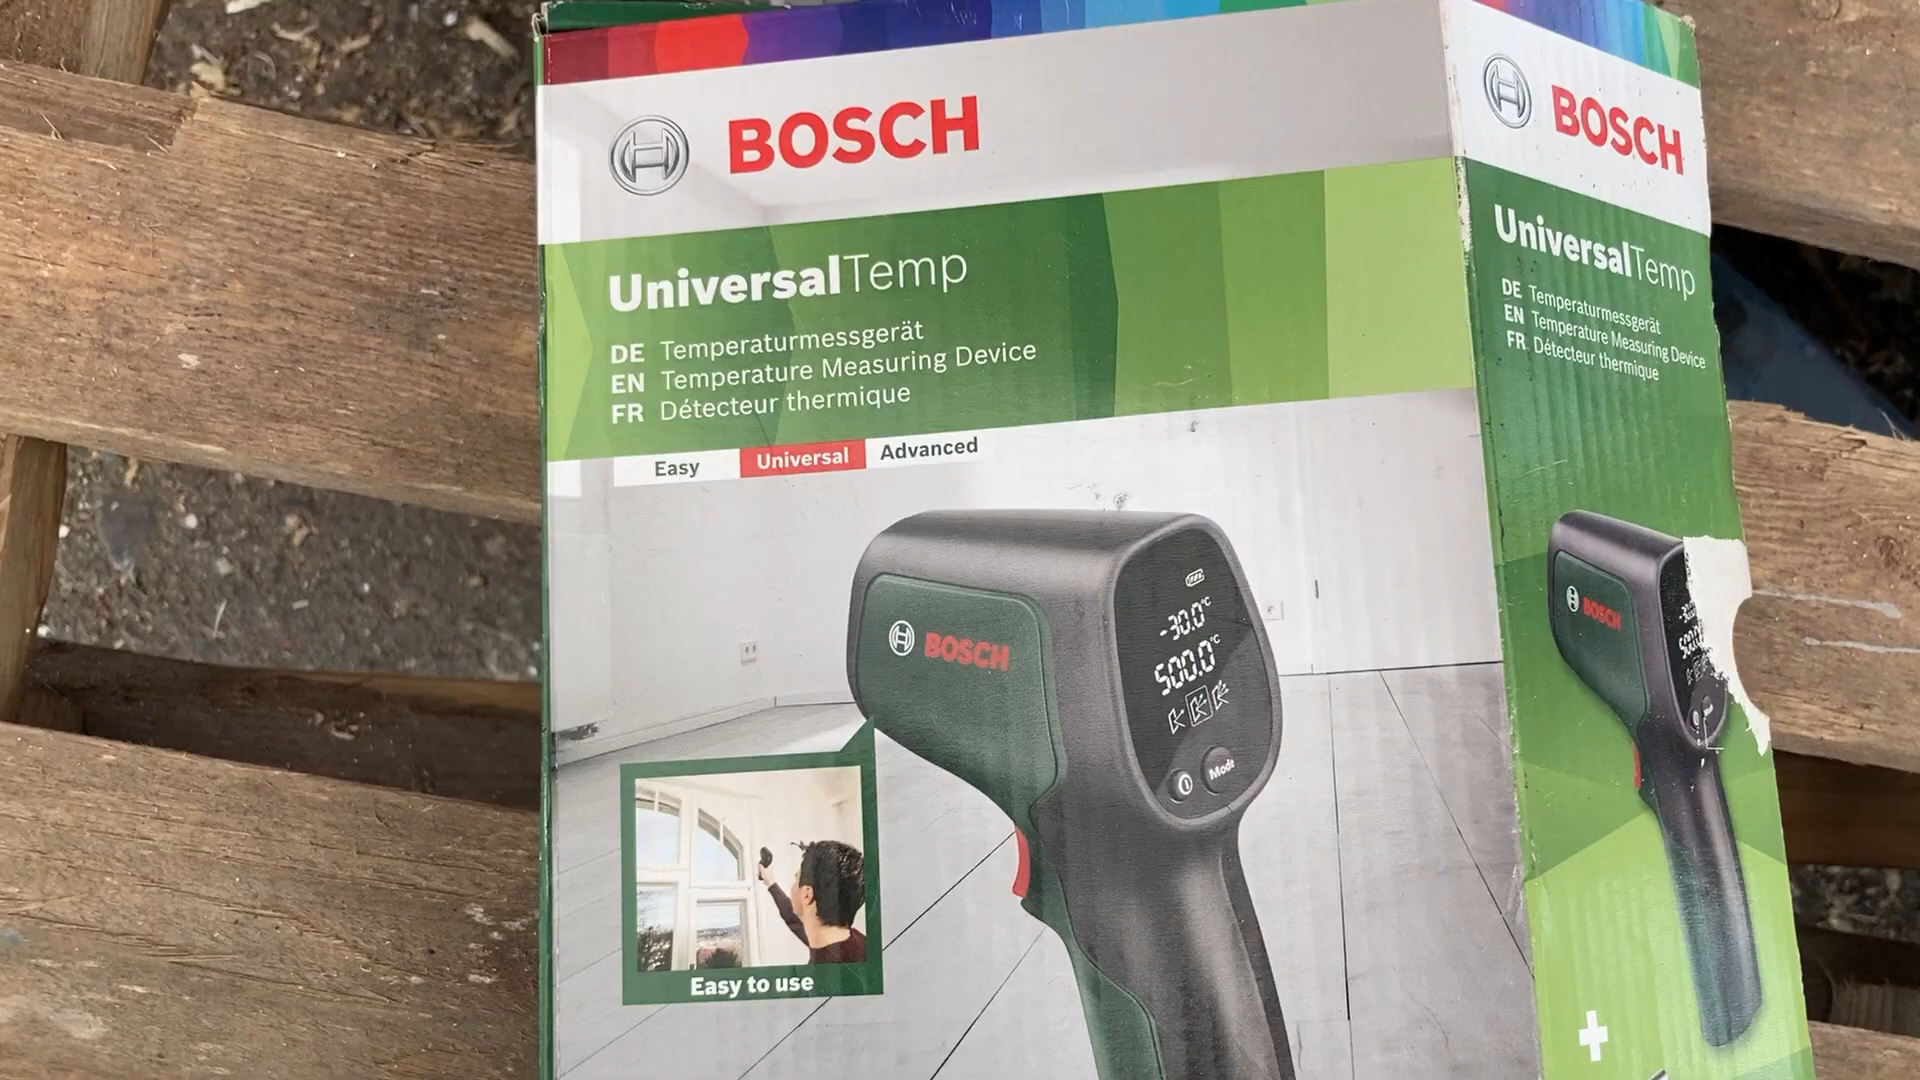 BOSCH
UniversalTemp
DE Temperaturmessgerät
EN Temperature Measuring Device
FR Détecteur thermique
Easy Universal Advanced
BOSCH
-30.0°C
500.0°C
Mode
Easy to use
BOSCH
UniversalTemp
DE Temperaturmessgerät
EN Temperature Measuring Device
FR Détecteur thermique
BOSCH